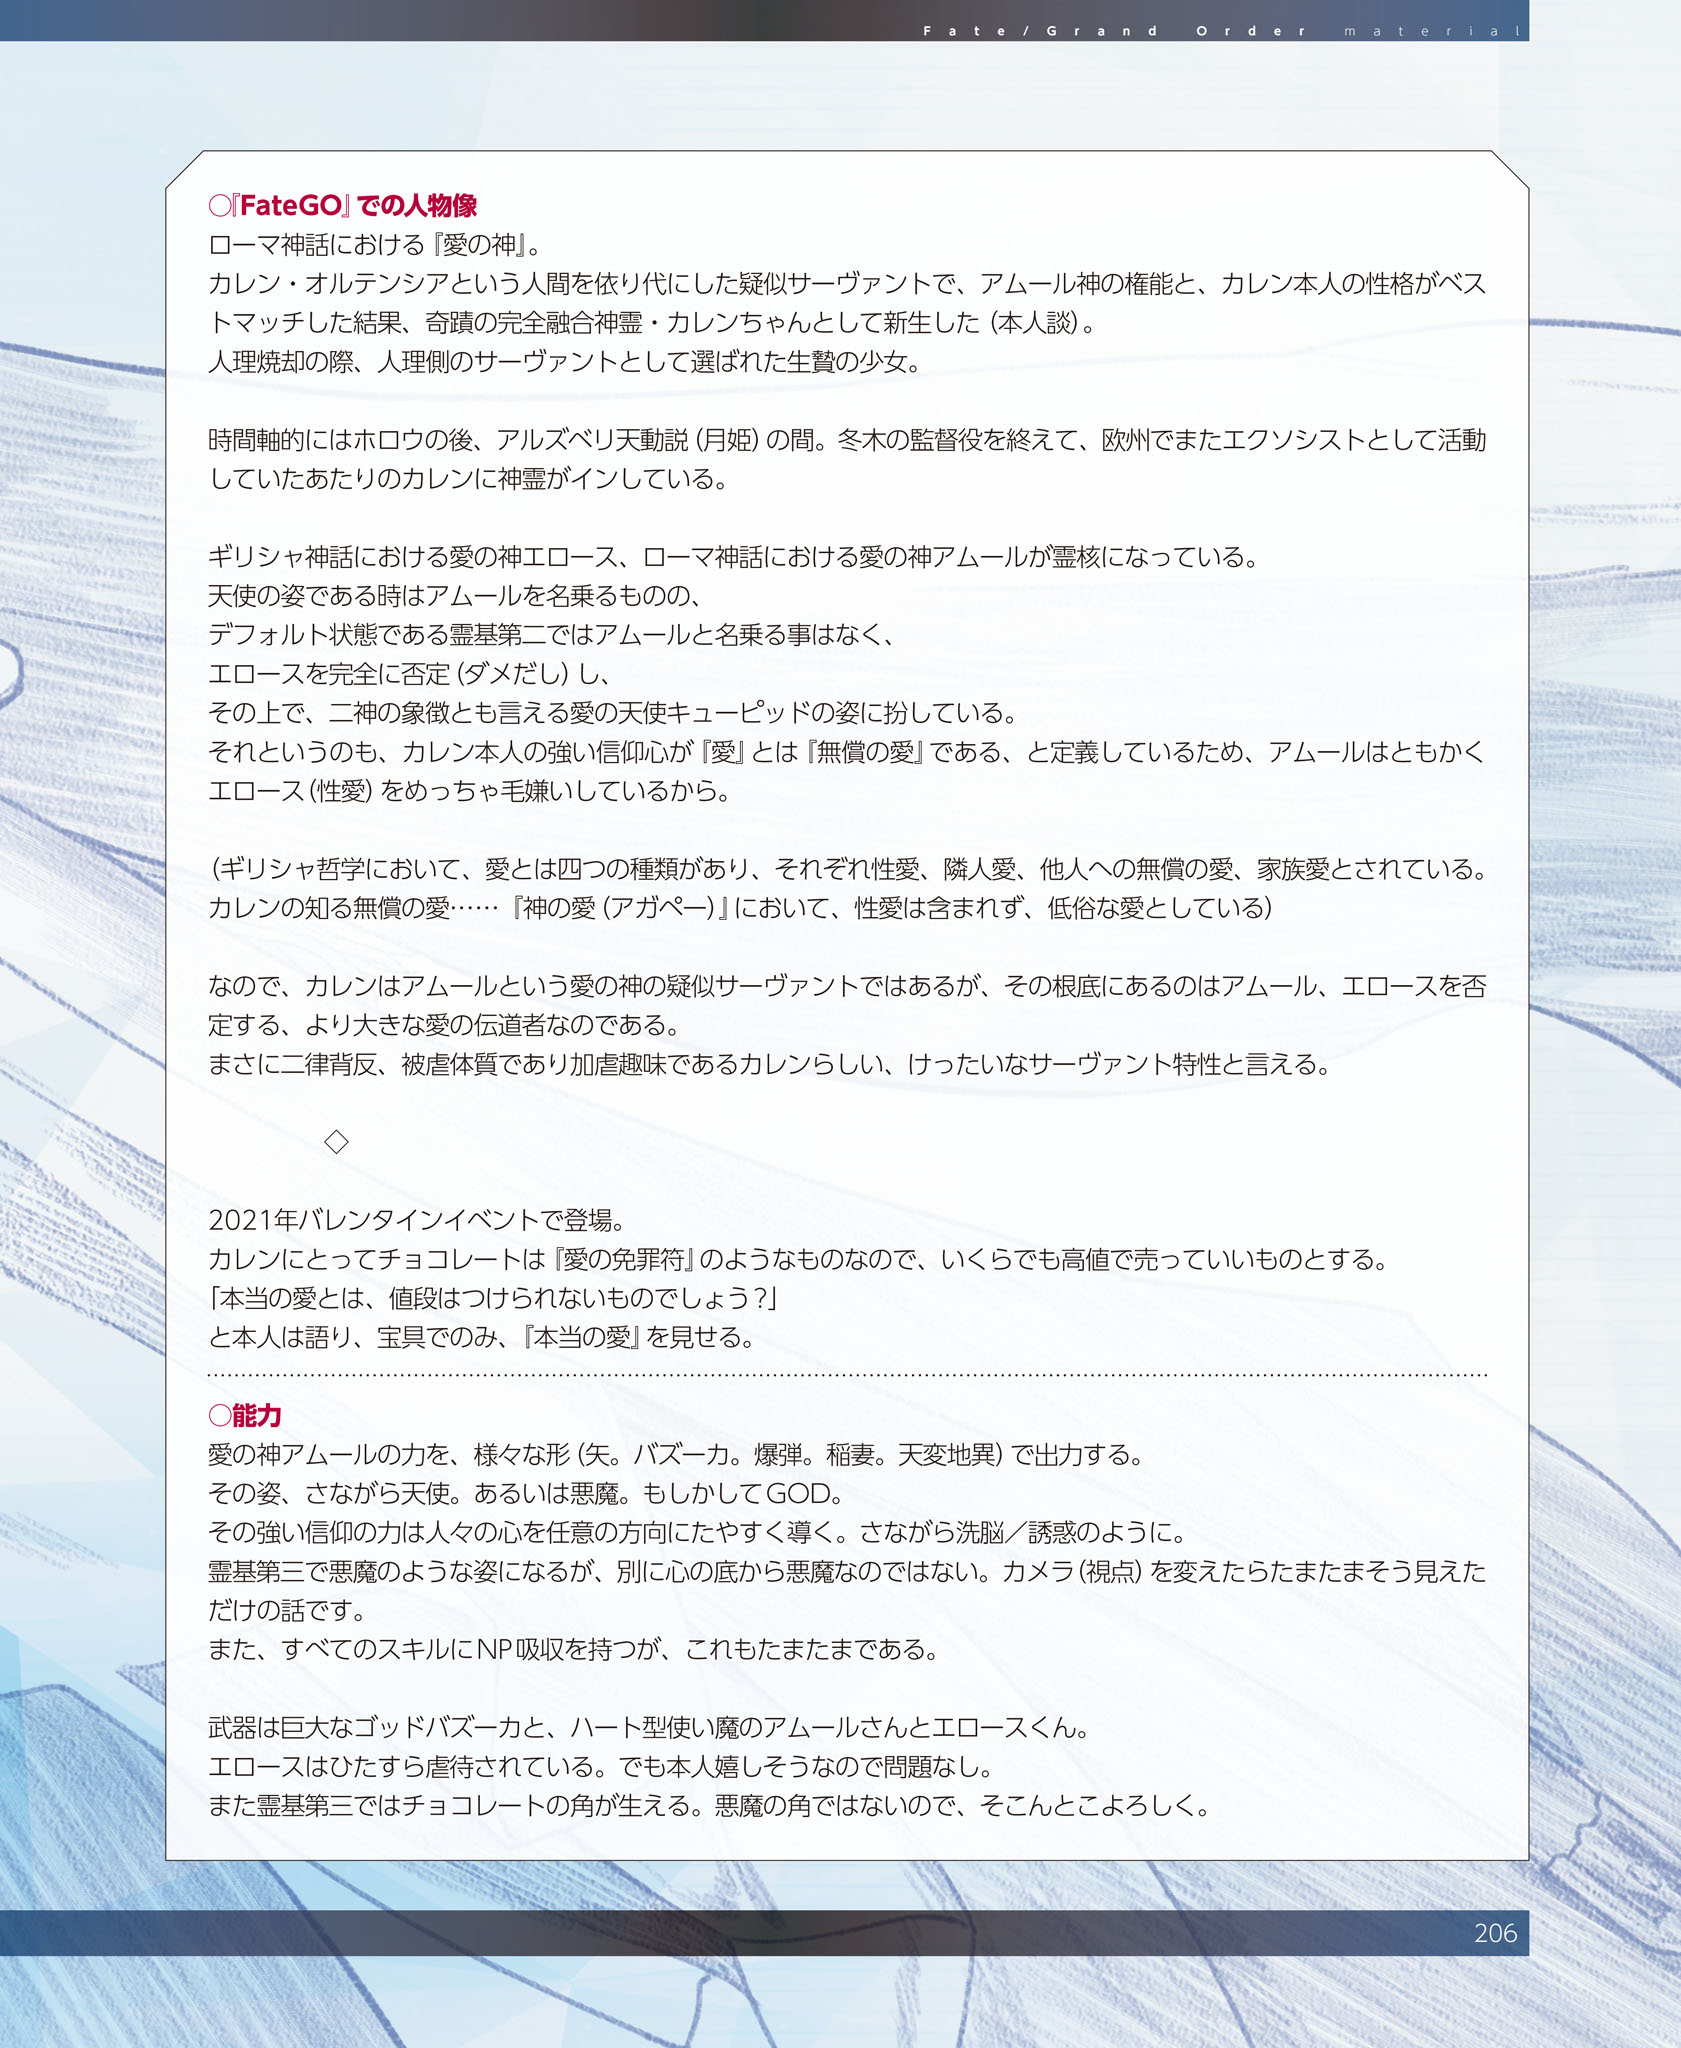 Fate/Grand Order material
○『FateGO』での人物像
ローマ神話における『愛の神』。
カレン・オルテンシアという人間を依り代にした疑似サーヴァントで、アムール神の権能と、カレン本人の性格がベス
トマッチした結果、奇蹟の完全融合神霊・カレンちゃんとして新生した（本人談）。
人理焼却の際、人理側のサーヴァントとして選ばれた生贄の少女。
時間軸的にはホロウの後、アルズベリ天動説（月姫）の間。冬木の監督役を終えて、欧州でまたエクソシストとして活動
していたあたりのカレンに神霊がインしている。
ギリシャ神話における愛の神エロース、ローマ神話における愛の神アムールが霊核になっている。
天使の姿である時はアムールを名乗るものの、
デフォルト状態である霊基第二ではアムールと名乗る事はなく、
エロースを完全に否定（ダメだし）し、
その上で、二神の象徴とも言える愛の天使キューピッドの姿に扮している。
それというのも、カレン本人の強い信仰心が『愛』とは『無償の愛』である、と定義しているため、アムールはともかく
エロース（性愛）をめっちゃ毛嫌いしているから。
（ギリシャ哲学において、愛とは四つの種類があり、それぞれ性愛、隣人愛、他人への無償の愛、家族愛とされている。
カレンの知る無償の愛……『神の愛（アガペー）』において、性愛は含まれず、低俗な愛としている）
なので、カレンはアムールという愛の神の疑似サーヴァントではあるが、その根底にあるのはアムール、エロースを否
定する、より大きな愛の伝道者なのである。
まさに二律背反、被虐体質であり加虐趣味であるカレンらしい、けったいなサーヴァント特性と言える。
◇
2021年バレンタインイベントで登場。
カレンにとってチョコレートは『愛の免罪符』のようなものなので、いくらでも高値で売っていいものとする。
「本当の愛とは、値段はつけられないものでしょう？」
と本人は語り、宝具でのみ、『本当の愛』を見せる。
○能力
愛の神アムールの力を、様々な形（矢。バズーカ。爆弾。稲妻。天変地異）で出力する。
その姿、さながら天使。あるいは悪魔。もしかしてGOD。
その強い信仰の力は人々の心を任意の方向にたやすく導く。さながら洗脳／誘惑のように。
霊基第三で悪魔のような姿になるが、別に心の底から悪魔なのではない。カメラ（視点）を変えたらたまたまそう見えた
だけの話です。
また、すべてのスキルにNP吸収を持つが、これもたまたまである。
武器は巨大なゴッドバズーカと、ハート型使い魔のアムールさんとエロースくん。
エロースはひたすら虐待されている。でも本人嬉しそうなので問題なし。
また霊基第三ではチョコレートの角が生える。悪魔の角ではないので、そこんとこよろしく。
206